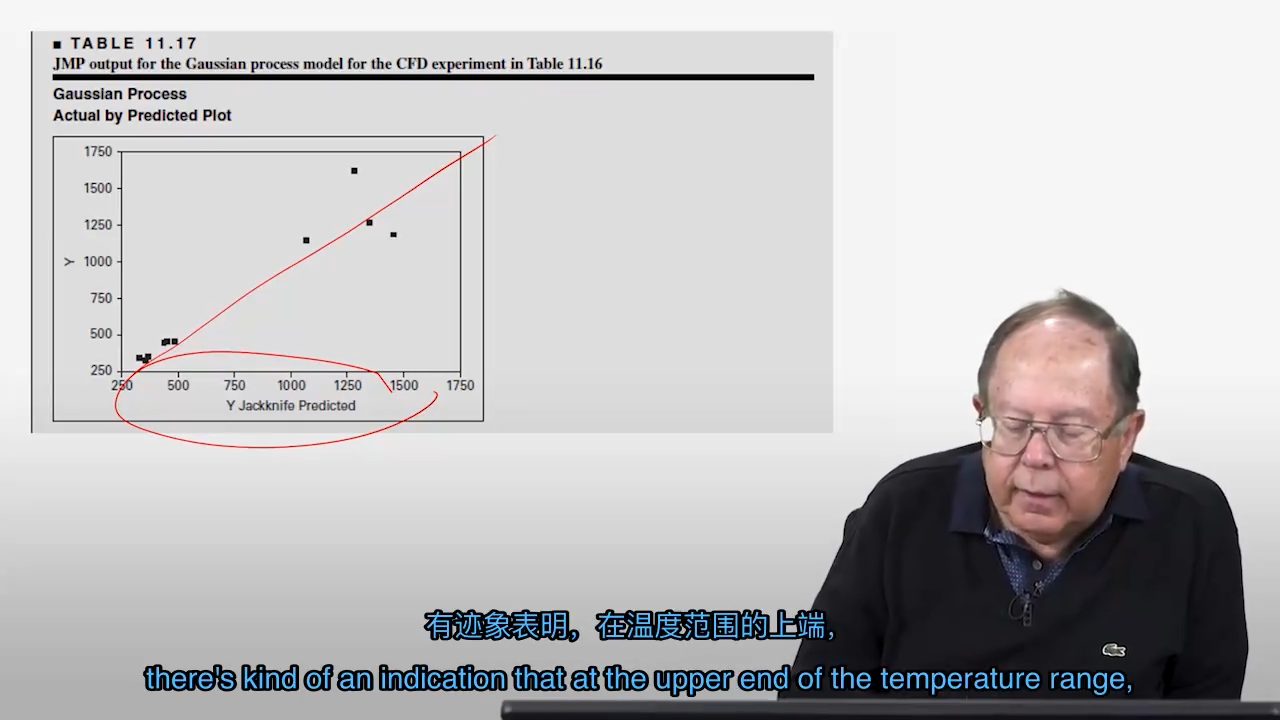 ■ TABLE 11.17
JMP output for the Gaussian process model for the CFD experiment in Table 11.16
Gaussian Process
Actual by Predicted Plot
1750
1500
1250
Y
1000
750
500
250
250 500 750 1000 1250 1500 1750
Y Jackknife Predicted
有迹象表明，在温度范围的上端，
there's kind of an indication that at the upper end of the temperature range,